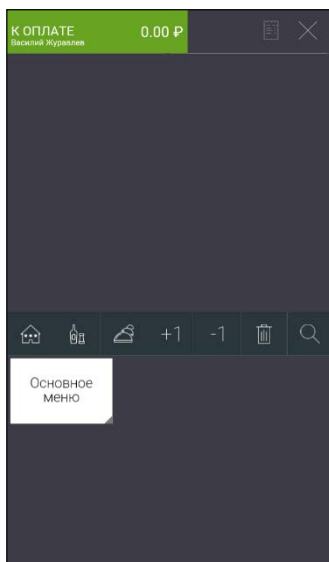 К ОПЛАТЕ 0.00 ₽
Василий Журавлев
+1 -1
Основное
меню